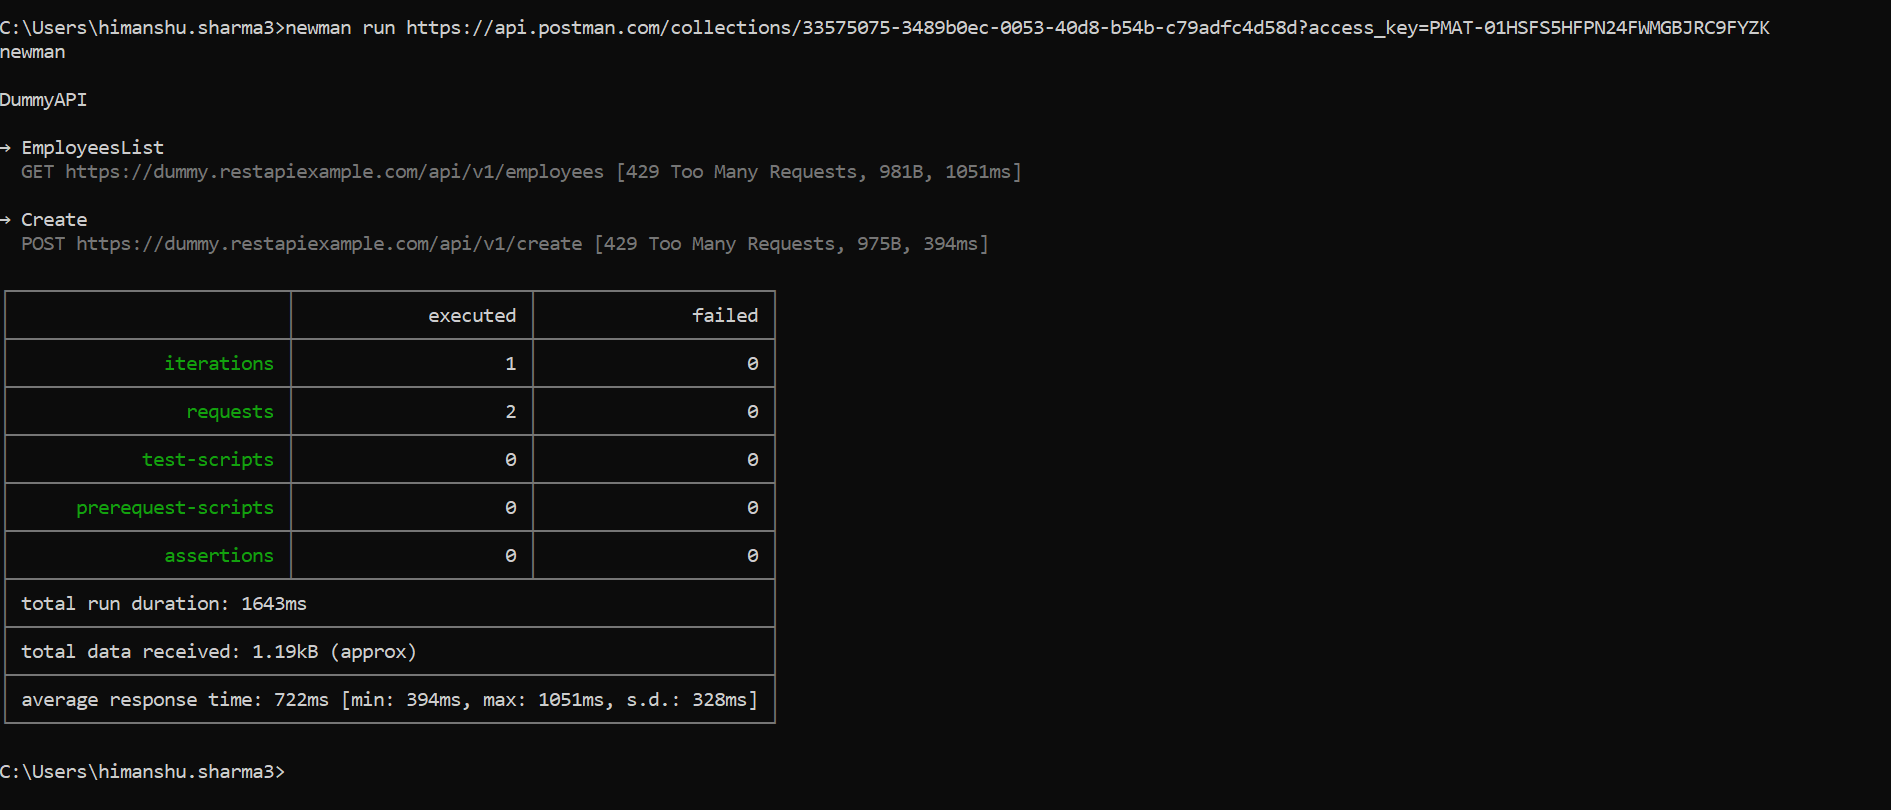 C:\Users\himanshu.sharma3>newman run https://api.postman.com/collections/33575075-3489b0ec-0053-40d8-b54b-c79adfc4d58d?access_key=PMAT-01HSFS5HFPN24FWMGBJRC9FYZK
newman
DummyAPI
→ EmployeesList
GET https://dummy.restapiexample.com/api/v1/employees [429 Too Many Requests, 981B, 1051ms]
→ Create
POST https://dummy.restapiexample.com/api/v1/create [429 Too Many Requests, 975B, 394ms]
executed failed
iterations 1 0
requests 2 0
test-scripts 0 0
prerequest-scripts 0 0
assertions 0 0
total run duration: 1643ms
total data received: 1.19kB (approx)
average response time: 722ms [min: 394ms, max: 1051ms, s.d.: 328ms]
C:\Users\himanshu.sharma3>